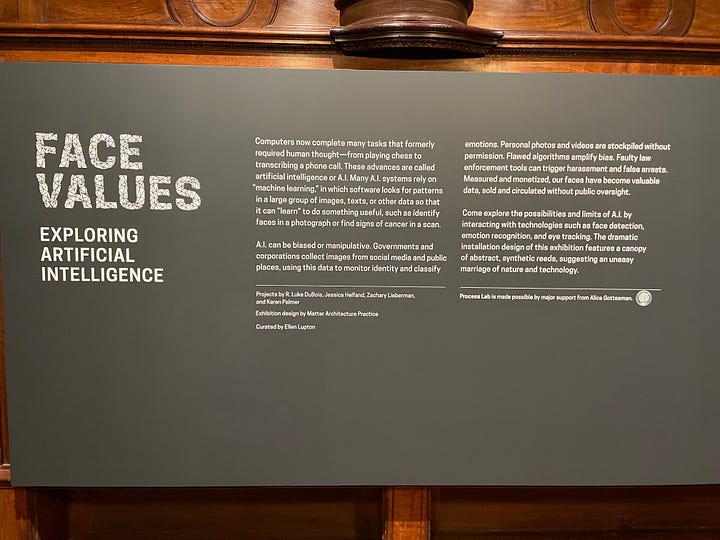 FACE
VALUES
EXPLORING
ARTIFICIAL
INTELLIGENCE
Computers now complete many tasks that formerly
required human thought—from playing chess to
transcribing a phone call. These advances are called
artificial intelligence or A.I. Many A.I. systems rely on
"machine learning," in which software looks for patterns
in a large group of images, texts, or other data so that
it can "learn" to do something useful, such as identify
faces in a photograph or find signs of cancer in a scan.
A.I. can be biased or manipulative. Governments and
corporations collect images from social media and public
places, using this data to monitor identity and classify
emotions. Personal photos and videos are stockpiled without
permission. Flawed algorithms amplify bias. Faulty law
enforcement tools can trigger harassment and false arrests.
Measured and monetized, our faces have become valuable
data, sold and circulated without public oversight.
Come explore the possibilities and limits of A.I. by
interacting with technologies such as face detection,
emotion recognition, and eye tracking. The dramatic
installation design of this exhibition features a canopy
of abstract, synthetic reeds, suggesting an uneasy
marriage of nature and technology.
Projects by R. Luke DuBois, Jessica Helfand, Zachary Lieberman,
and Karen Palmer
Exhibition design by Matter Architecture Practice
Curated by Ellen Lupton
Process Lab is made possible by major support from Alice Gottesman.